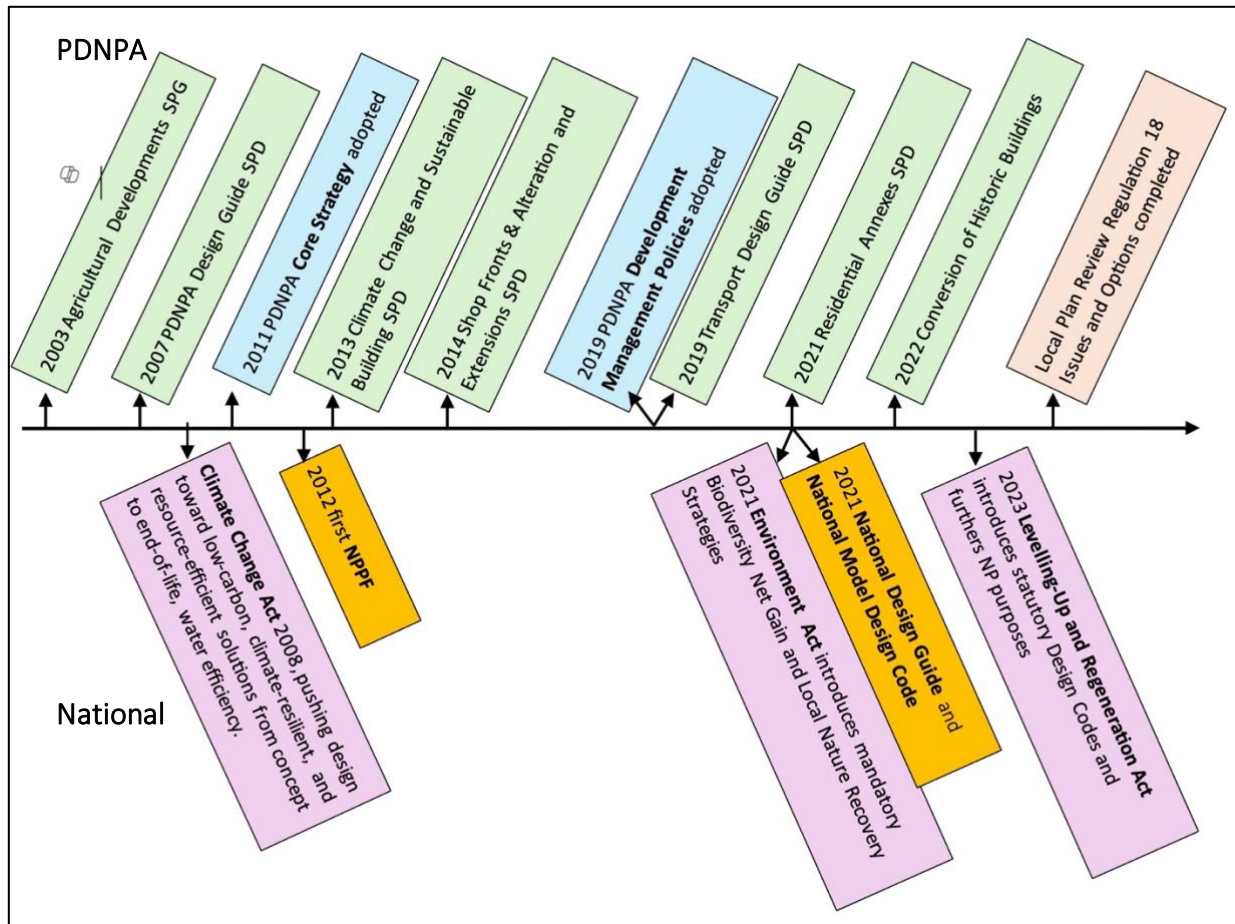 PDNPA
2003 Agricultural Developments SPG
2007 PDNPA Design Guide SPD
2011 PDNPA Core Strategy adopted
2013 Climate Change and Sustainable
Building SPD
2014 Shop Fronts & Alteration and
Extensions SPD
2019 PDNPA Development
Management Policies adopted
2019 Transport Design Guide SPD
2021 Residential Annexes SPD
2022 Conversion of Historic Buildings
Local Plan Review Regulation 18
Issues and Options completed
National
Climate Change Act 2008, pushing design
toward low-carbon, climate-resilient, and
resource-efficient solutions from concept
to end-of-life, water efficiency.
2012 first NPPF
2021 Environment Act introduces mandatory
Biodiversity Net Gain and Local Nature Recovery
Strategies
2021 National Design Guide and
National Model Design Code
2023 Levelling-Up and Regeneration Act
introduces statutory Design Codes and
furthers NP purposes